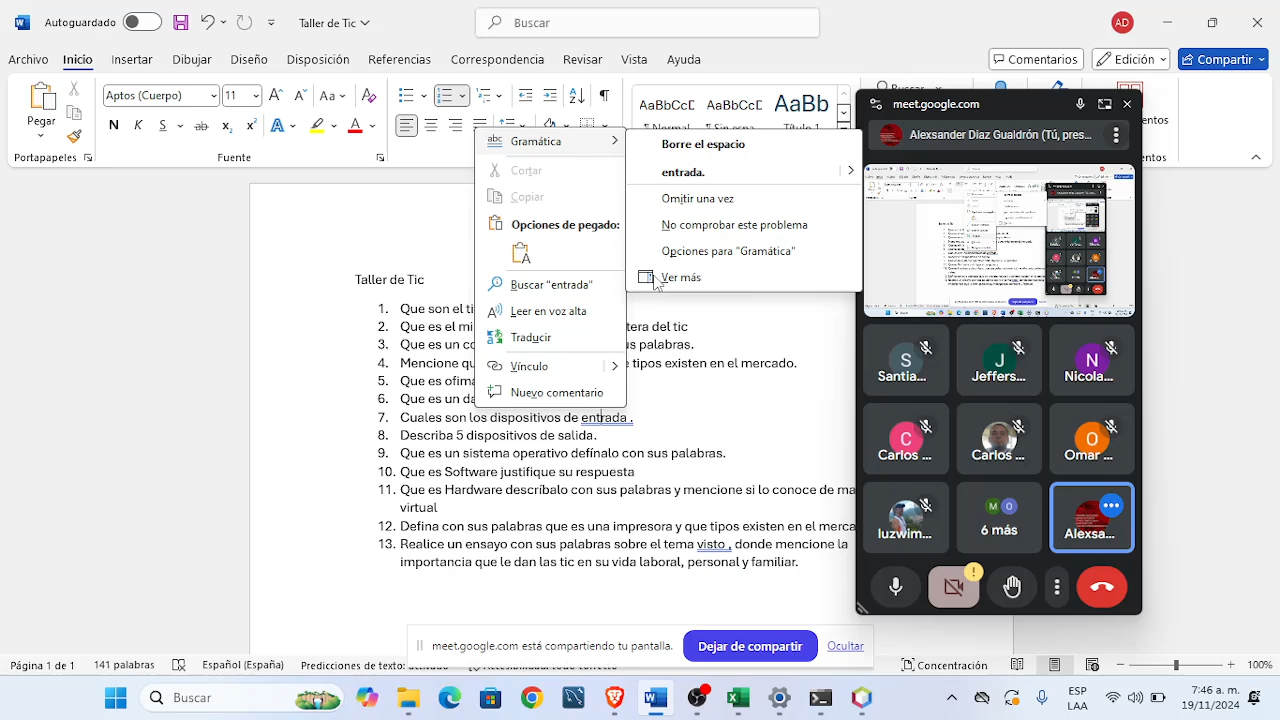 Autoguardado
Taller de Tic
Buscar
AD
Archivo Inicio Insertar Dibujar Diseño Disposición Referencias Correspondencia Revisar Vista Ayuda
Comentarios Edición Compartir
Pegar
Aptos (Cuerpo) 11
AaBbCcD AaBbCcD AaBb
Portapapeles Fuente
meet.google.com
Alexsander Diaz Gualdrón (Tú, pres...
abc Gramática
Cortar
Copiar
Opciones de pegado:
Buscar "entrada"
Leer en voz alta
Traducir
Vínculo
Nuevo comentario
Borre el espacio
entrada.
Omitir una vez
No comprobar este problema
Opciones para "Gramática"
Ver más
Taller de Tic
1. Que son el ti
2. Que es el mi tera del tic
3. Que es un co us palabras.
4. Mencione qu e tipos existen en el mercado.
5. Que es ofima
6. Que es un da
7. Cuales son los dispositivos de entrada .
8. Describa 5 dispositivos de salida.
Que es un sistema operativo defínalo con sus palabras.
10. Que es Software justifique su respuesta
11. Que es Hardware descríbalo con sus palabras y mencione si lo conoce de ma
virtual
12. Defina con sus palabras que es una impresora y que tipos existen en el merca
13. Realice un ensayo con sus palabras sobre el tema visto , donde mencione la
importancia que le dan las tic en su vida laboral, personal y familiar.
S J N
Santia... Jeffers... Nicola...
C O
Carlos ... Carlos ... Omar ...
M O
luzwim... 6 más Alexsa...
meet.google.com está compartiendo tu pantalla. Dejar de compartir Ocultar
Página 1 de 1 141 palabras Español (España) Predicciones de texto: Concentración 100%
Buscar
ESP
LAA
7:46 a. m.
19/11/2024